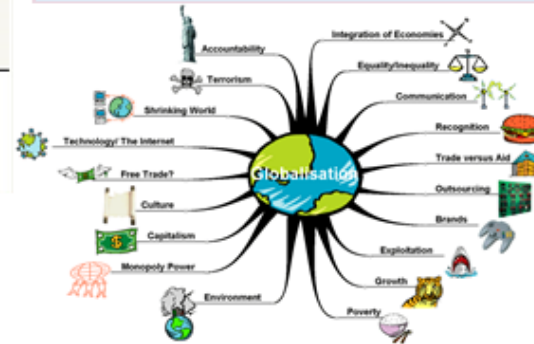 Globalisation
Integration of Economies
Equality/Inequality
Communication
Recognition
Trade versus Aid
Outsourcing
Brands
Exploitation
Growth
Poverty
Environment
Monopoly Power
Capitalism
Culture
Free Trade?
Technology/ The Internet
Shrinking World
Terrorism
Accountability